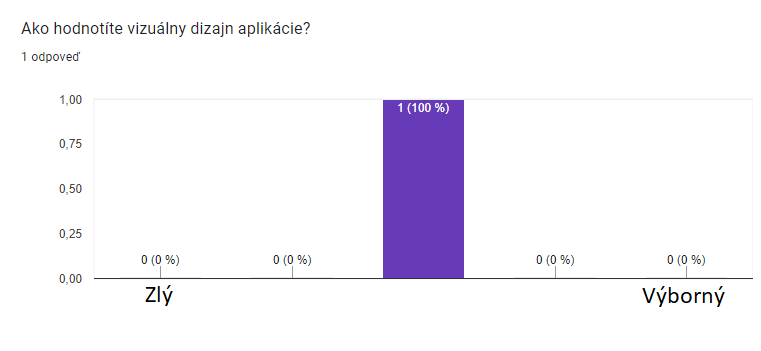 Ako hodnotíte vizuálny dizajn aplikácie?
1 odpoveď
1,00
1 (100 %)
0,75
0,50
0,25
0 (0 %) 0 (0 %) 0 (0 %) 0 (0 %)
0,00
Zlý Výborný